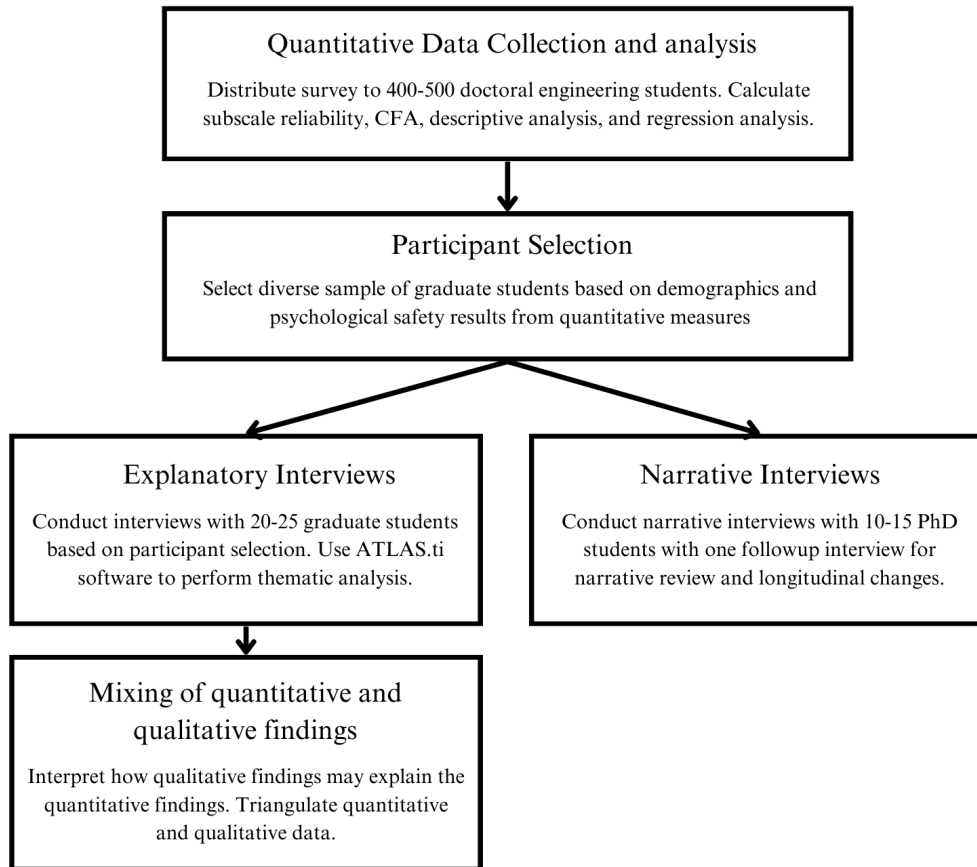 Quantitative Data Collection and analysis
Distribute survey to 400-500 doctoral engineering students. Calculate
subscale reliability, CFA, descriptive analysis, and regression analysis.
Participant Selection
Select diverse sample of graduate students based on demographics and
psychological safety results from quantitative measures
Explanatory Interviews
Conduct interviews with 20-25 graduate students
based on participant selection. Use ATLAS.ti
software to perform thematic analysis.
Narrative Interviews
Conduct narrative interviews with 10-15 PhD
students with one followup interview for
narrative review and longitudinal changes.
Mixing of quantitative and
qualitative findings
Interpret how qualitative findings may explain the
quantitative findings. Triangulate quantitative
and qualitative data.